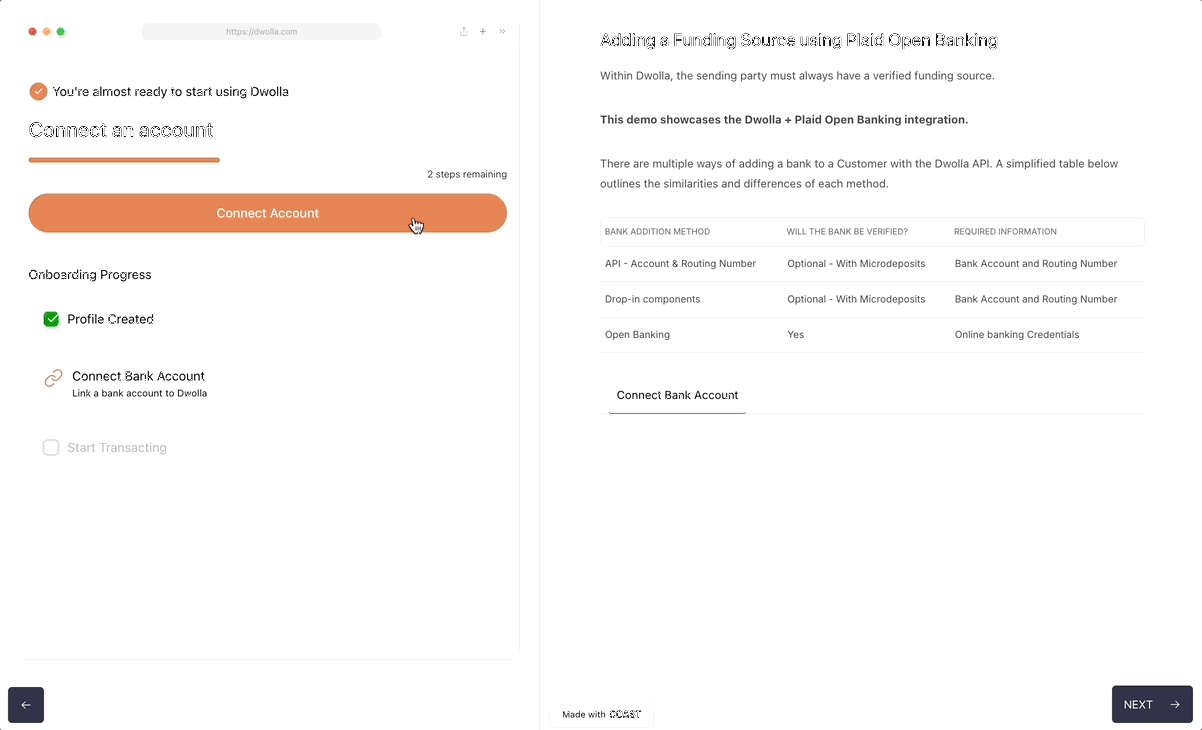 https://dwolla.com
You're almost ready to start using Dwolla
Connect an account
2 steps remaining
Connect Account
Onboarding Progress
Profile Created
Connect Bank Account
Link a bank account to Dwolla
Start Transacting
Adding a Funding Source using Plaid Open Banking
Within Dwolla, the sending party must always have a verified funding source.
This demo showcases the Dwolla + Plaid Open Banking integration.
There are multiple ways of adding a bank to a Customer with the Dwolla API. A simplified table below
outlines the similarities and differences of each method.
BANK ADDITION METHOD WILL THE BANK BE VERIFIED? REQUIRED INFORMATION
API - Account & Routing Number Optional - With Microdeposits Bank Account and Routing Number
Drop-in components Optional - With Microdeposits Bank Account and Routing Number
Open Banking Yes Online banking Credentials
Connect Bank Account
Made with COAST
NEXT